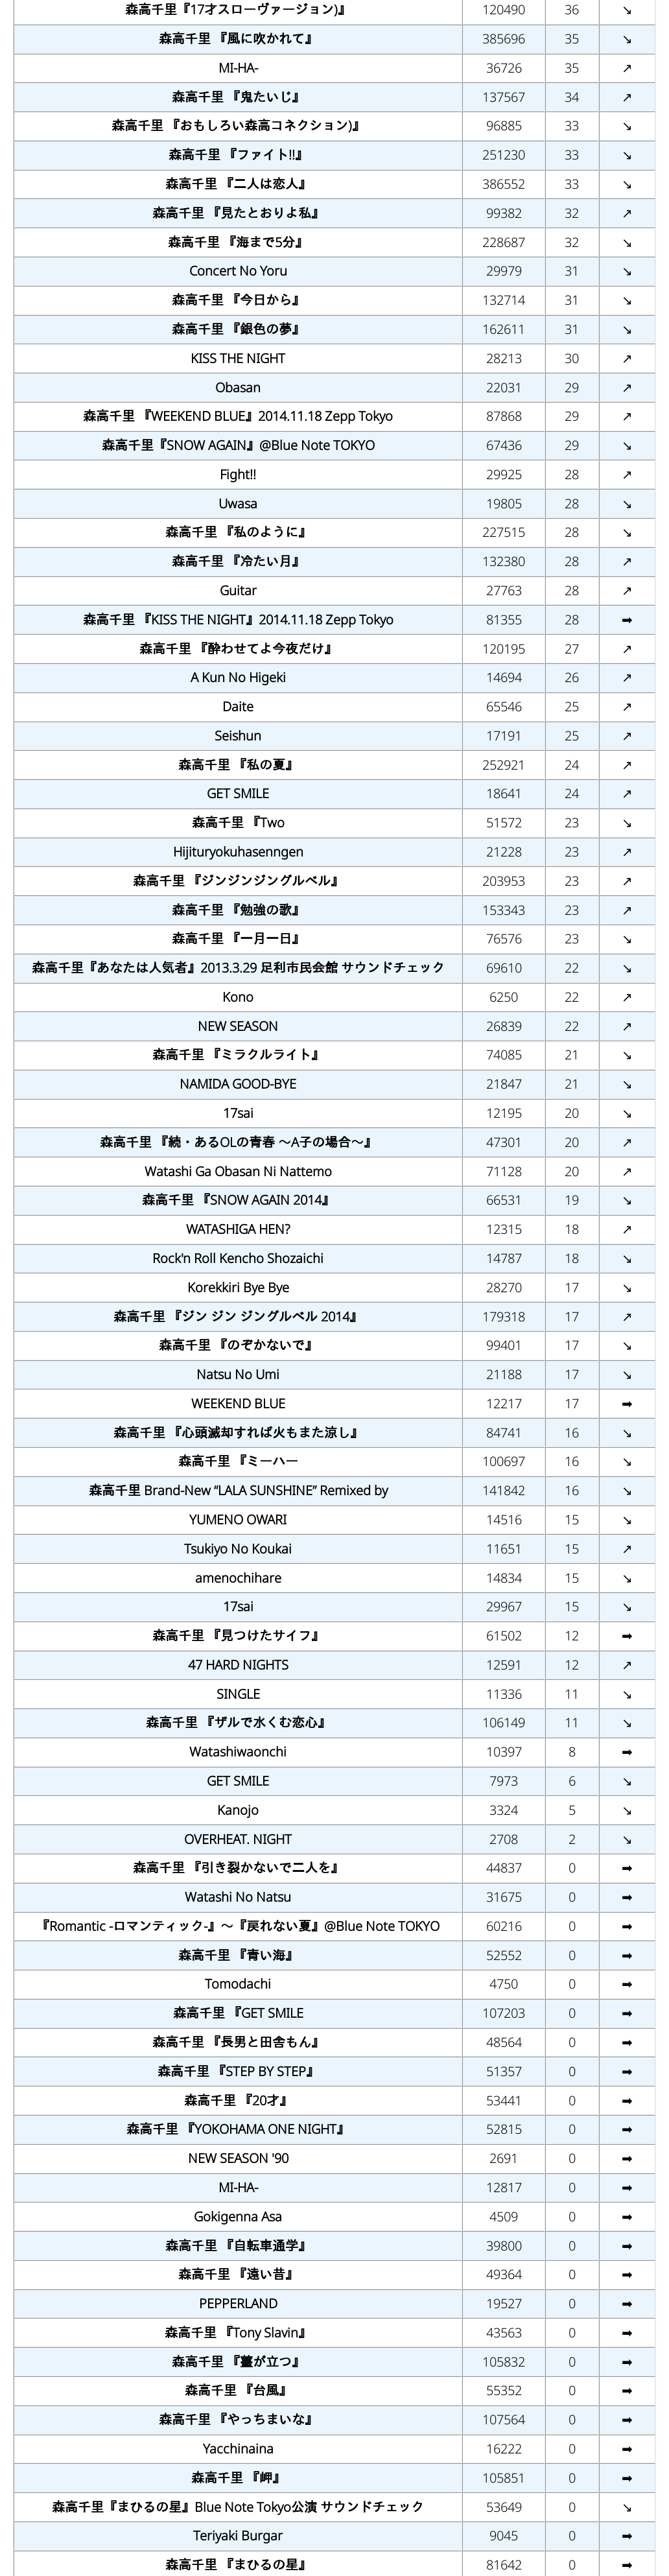 森高千里『17才スローヴァージョン)』 120490 36 ↘
森高千里 『風に吹かれて』 385696 35 ↘
MI-HA- 36726 35 ↗
森高千里 『鬼たいじ』 137567 34 ↗
森高千里 『おもしろい森高コネクション)』 96885 33 ↘
森高千里 『ファイト!!』 251230 33 ↘
森高千里 『二人は恋人』 386552 33 ↘
森高千里 『見たとおりよ私』 99382 32 ↗
森高千里 『海まで5分』 228687 32 ↘
Concert No Yoru 29979 31 ↘
森高千里 『今日から』 132714 31 ↘
森高千里 『銀色の夢』 162611 31 ↘
KISS THE NIGHT 28213 30 ↗
Obasan 22031 29 ↗
森高千里 『WEEKEND BLUE』2014.11.18 Zepp Tokyo 87868 29 ↗
森高千里『SNOW AGAIN』@Blue Note TOKYO 67436 29 ↘
Fight!! 29925 28 ↗
Uwasa 19805 28 ↘
森高千里 『私のように』 227515 28 ↘
森高千里 『冷たい月』 132380 28 ↗
Guitar 27763 28 ↗
森高千里 『KISS THE NIGHT』2014.11.18 Zepp Tokyo 81355 28 ➡
森高千里 『酔わせてよ今夜だけ』 120195 27 ↗
A Kun No Higeki 14694 26 ↗
Daite 65546 25 ↗
Seishun 17191 25 ↗
森高千里 『私の夏』 252921 24 ↗
GET SMILE 18641 24 ↗
森高千里 『Two 51572 23 ↘
Hijituryokuhasenngen 21228 23 ↗
森高千里 『ジンジンジングルベル』 203953 23 ↗
森高千里 『勉強の歌』 153343 23 ↗
森高千里 『一月一日』 76576 23 ↘
森高千里『あなたは人気者』2013.3.29 足利市民会館 サウンドチェック 69610 22 ↘
Kono 6250 22 ↗
NEW SEASON 26839 22 ↗
森高千里 『ミラクルライト』 74085 21 ↘
NAMIDA GOOD-BYE 21847 21 ↘
17sai 12195 20 ↘
森高千里 『続・あるOLの青春 ～A子の場合～』 47301 20 ↗
Watashi Ga Obasan Ni Nattemo 71128 20 ↗
森高千里 『SNOW AGAIN 2014』 66531 19 ↘
WATASHIGA HEN? 12315 18 ↗
Rock'n Roll Kencho Shozaichi 14787 18 ↘
Korekkiri Bye Bye 28270 17 ↘
森高千里 『ジン ジン ジングルベル 2014』 179318 17 ↗
森高千里 『のぞかないで』 99401 17 ↘
Natsu No Umi 21188 17 ↘
WEEKEND BLUE 12217 17 ➡
森高千里 『心頭滅却すれば火もまた涼し』 84741 16 ↘
森高千里 『ミーハー 100697 16 ↘
森高千里 Brand-New “LALA SUNSHINE” Remixed by 141842 16 ↘
YUMENO OWARI 14516 15 ↘
Tsukiyo No Koukai 11651 15 ↗
amenochihare 14834 15 ↘
17sai 29967 15 ↘
森高千里 『見つけたサイフ』 61502 12 ➡
47 HARD NIGHTS 12591 12 ↗
SINGLE 11336 11 ↘
森高千里 『ザルで水くむ恋心』 106149 11 ↘
Watashiwaonchi 10397 8 ➡
GET SMILE 7973 6 ↘
Kanojo 3324 5 ↘
OVERHEAT. NIGHT 2708 2 ↘
森高千里 『引き裂かないで二人を』 44837 0 ➡
Watashi No Natsu 31675 0 ➡
『Romantic -ロマンティック-』～『戻れない夏』@Blue Note TOKYO 60216 0 ➡
森高千里 『青い海』 52552 0 ➡
Tomodachi 4750 0 ➡
森高千里 『GET SMILE 107203 0 ➡
森高千里 『長男と田舎もん』 48564 0 ➡
森高千里 『STEP BY STEP』 51357 0 ➡
森高千里 『20才』 53441 0 ➡
森高千里 『YOKOHAMA ONE NIGHT』 52815 0 ➡
NEW SEASON '90 2691 0 ➡
MI-HA- 12817 0 ➡
Gokigenna Asa 4509 0 ➡
森高千里 『自転車通学』 39800 0 ➡
森高千里 『遠い昔』 49364 0 ➡
PEPPERLAND 19527 0 ➡
森高千里 『Tony Slavin』 43563 0 ➡
森高千里 『薹が立つ』 105832 0 ➡
森高千里 『台風』 55352 0 ➡
森高千里 『やっちまいな』 107564 0 ➡
Yacchinaina 16222 0 ➡
森高千里 『岬』 105851 0 ➡
森高千里『まひるの星』Blue Note Tokyo公演 サウンドチェック 53649 0 ↘
Teriyaki Burgar 9045 0 ➡
森高千里 『まひるの星』 81642 0 ➡